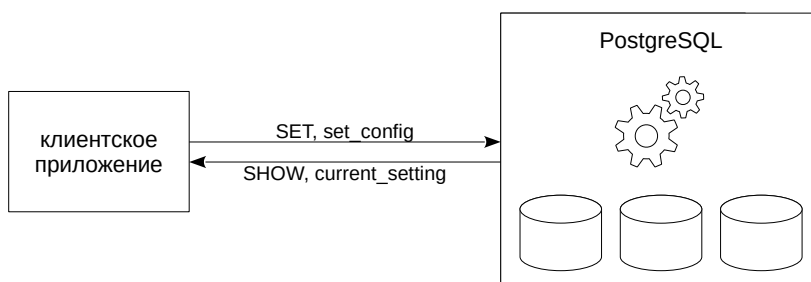 PostgreSQL
клиентское
приложение
SET, set_config
SHOW, current_setting